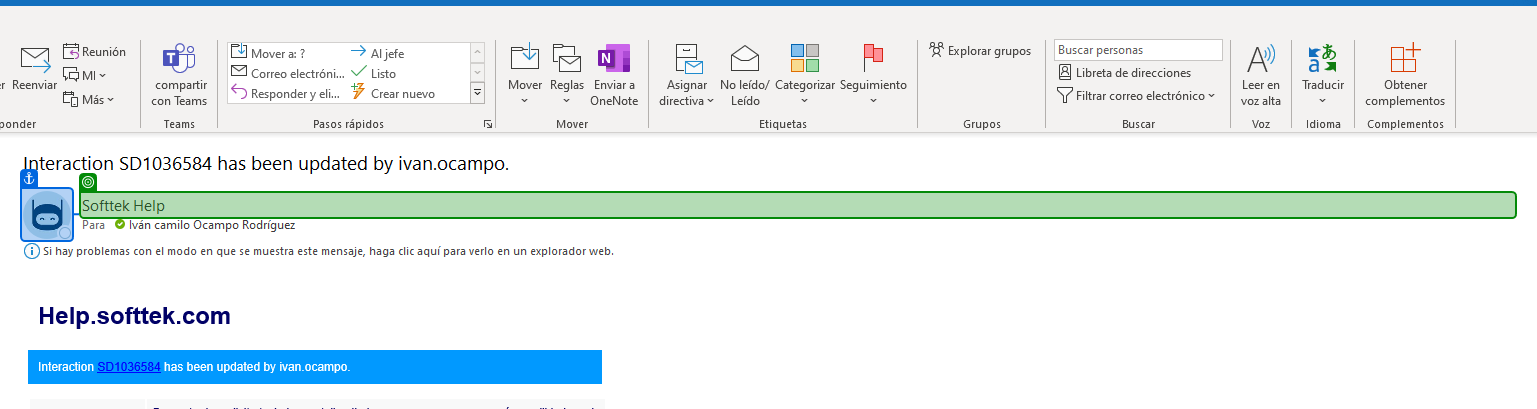 Reenviar
Reunión
MI
Más
compartir
con Teams
Teams
Mover a: ?
Al jefe
Correo electróni...
Listo
Responder y eli...
Crear nuevo
Pasos rápidos
Mover
Reglas
Enviar a
OneNote
Mover
Asignar
directiva
No leído/
Leído
Categorizar
Seguimiento
Etiquetas
Explorar grupos
Grupos
Buscar personas
Libreta de direcciones
Filtrar correo electrónico
Buscar
Leer en
voz alta
Voz
Traducir
Idioma
Obtener
complementos
Complementos
Interaction SD1036584 has been updated by ivan.ocampo.
Softtek Help
Para Iván camilo Ocampo Rodríguez
Si hay problemas con el modo en que se muestra este mensaje, haga clic aquí para verlo en un explorador web.
Help.softtek.com
Interaction SD1036584 has been updated by ivan.ocampo.